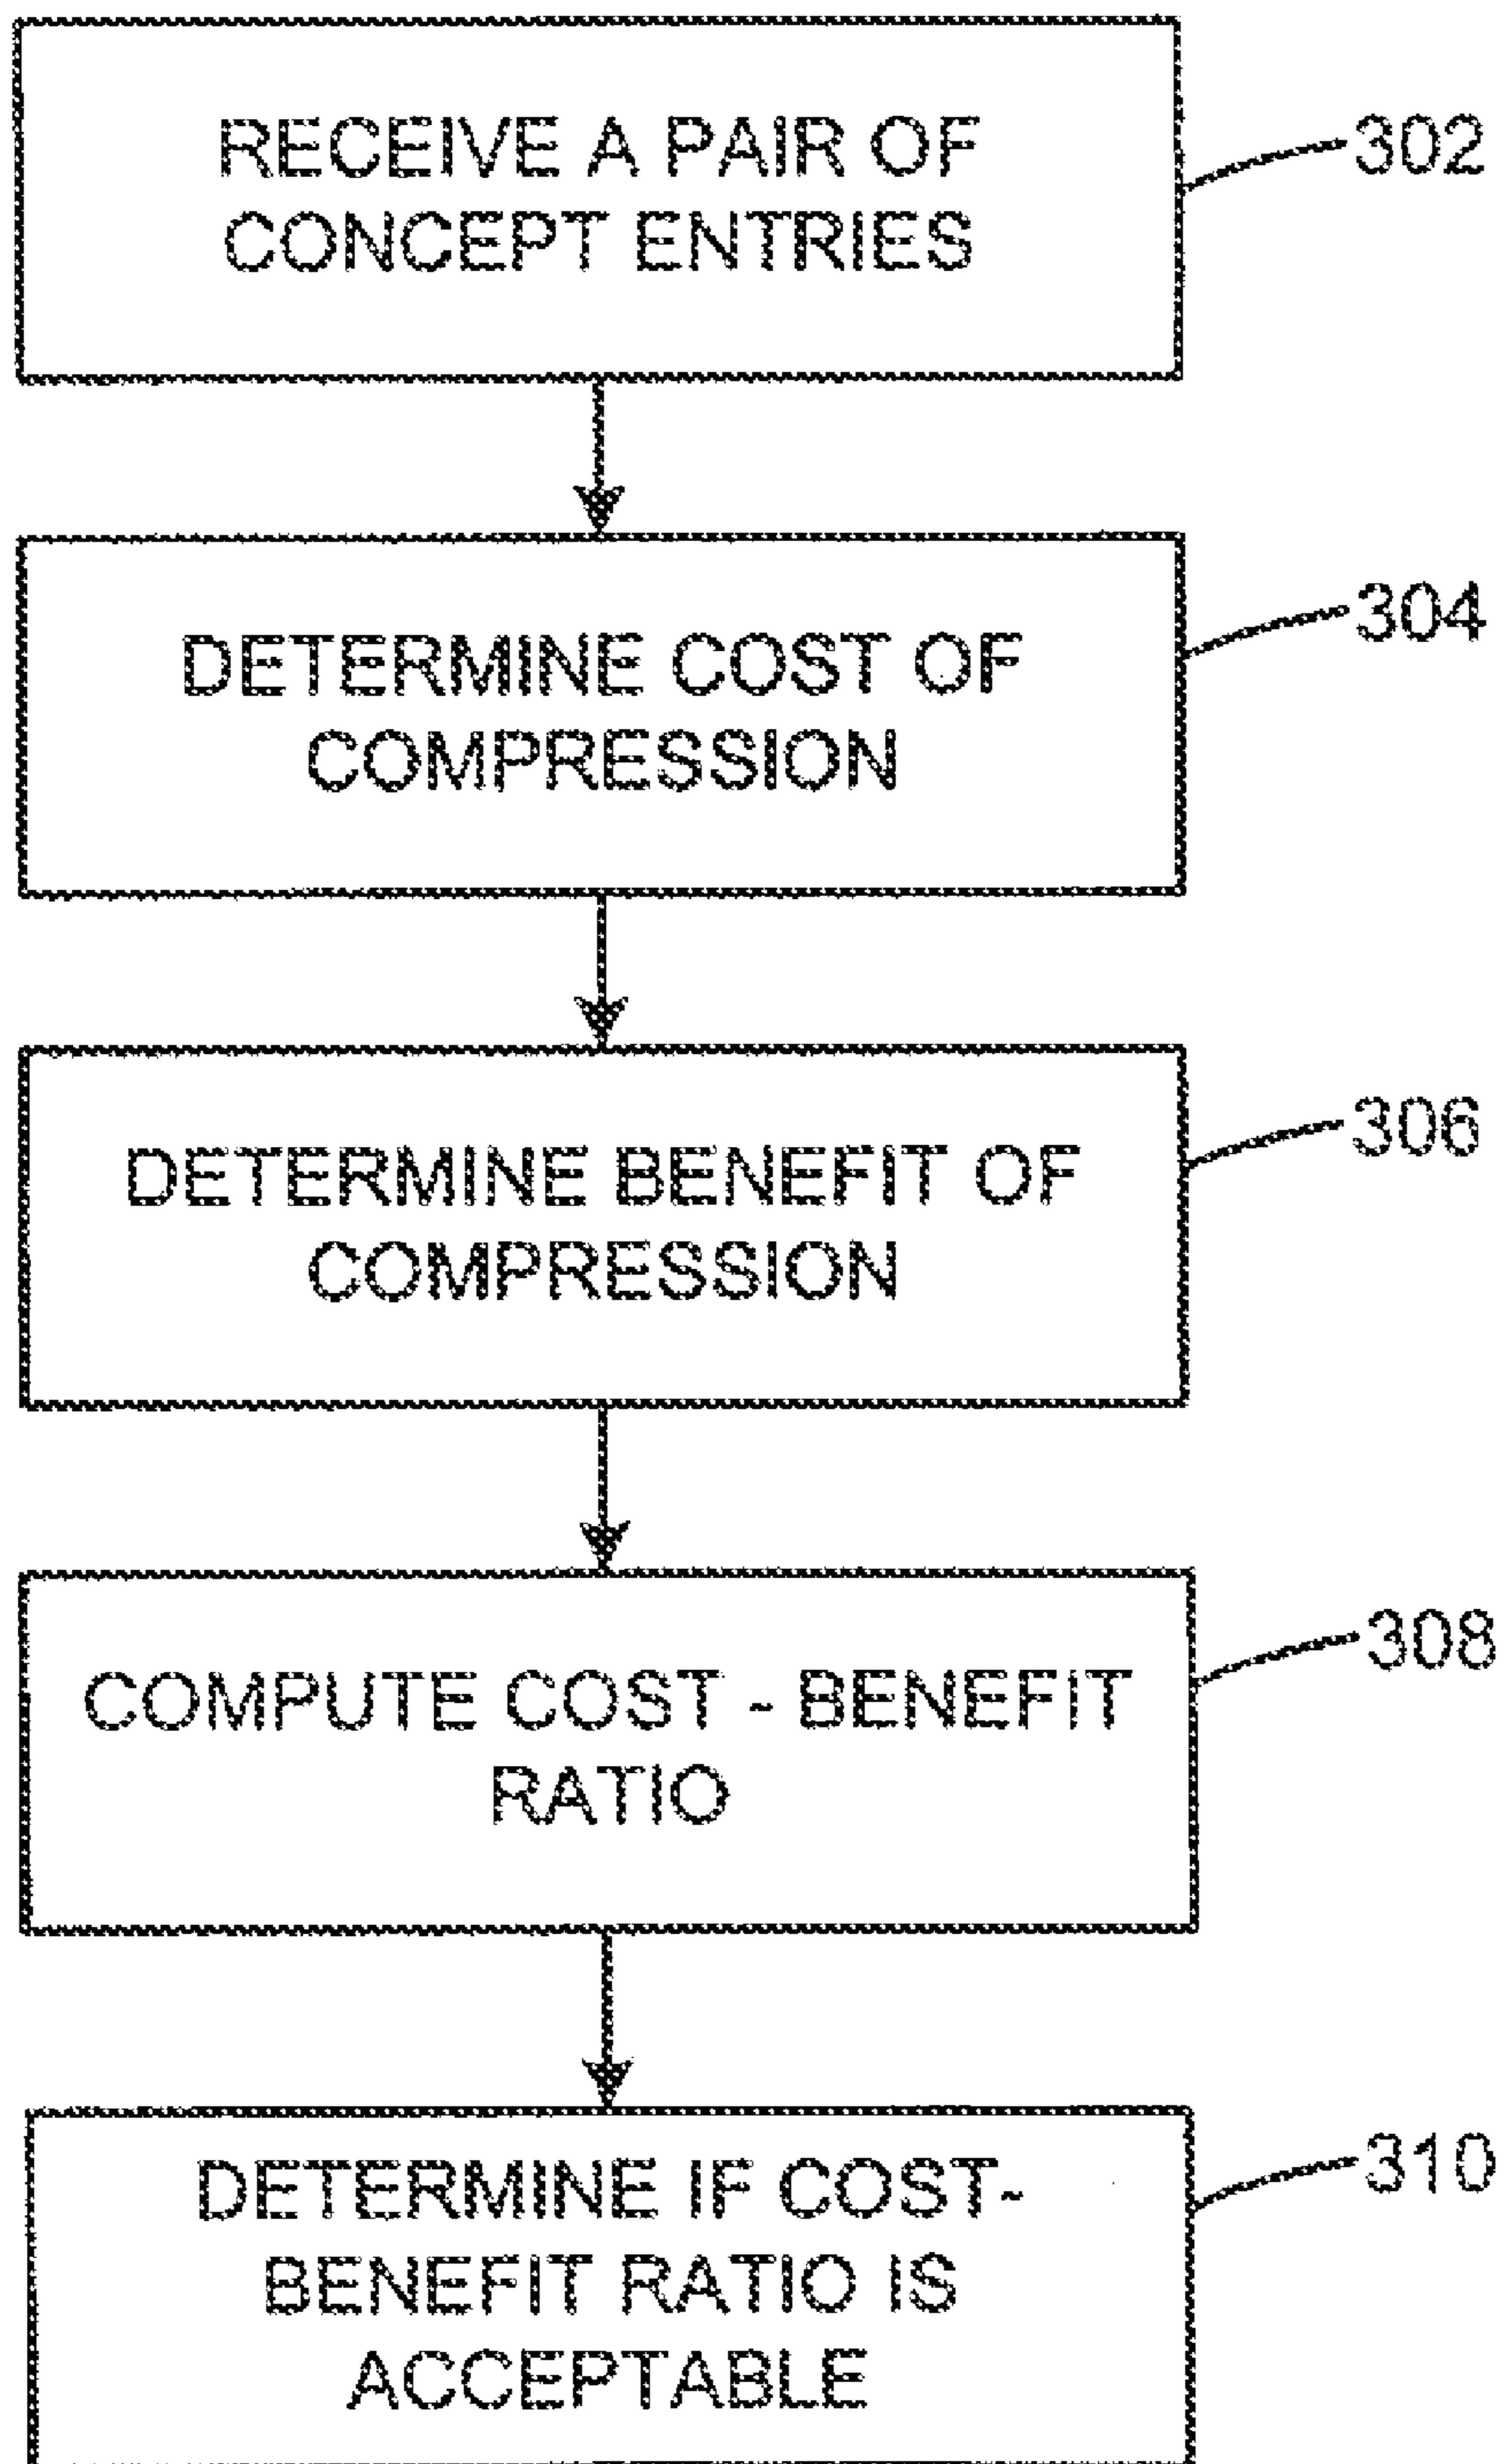 RECEIVE A PAIR OF
CONCEPT ENTRIES
302
DETERMINE COST OF
COMPRESSION
304
DETERMINE BENEFIT OF
COMPRESSION
306
COMPUTE COST - BENEFIT
RATIO
308
DETERMINE IF COST-
BENEFIT RATIO IS
ACCEPTABLE
310